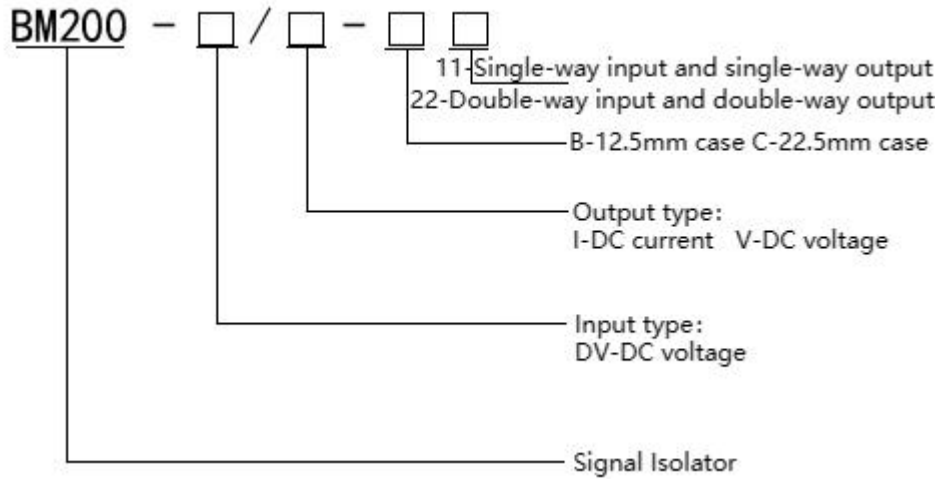 BM200 - □ / □ - □ □
11-Single-way input and single-way output
22-Double-way input and double-way output
B-12.5mm case C-22.5mm case
Output type:
I-DC current V-DC voltage
Input type:
DV-DC voltage
Signal Isolator